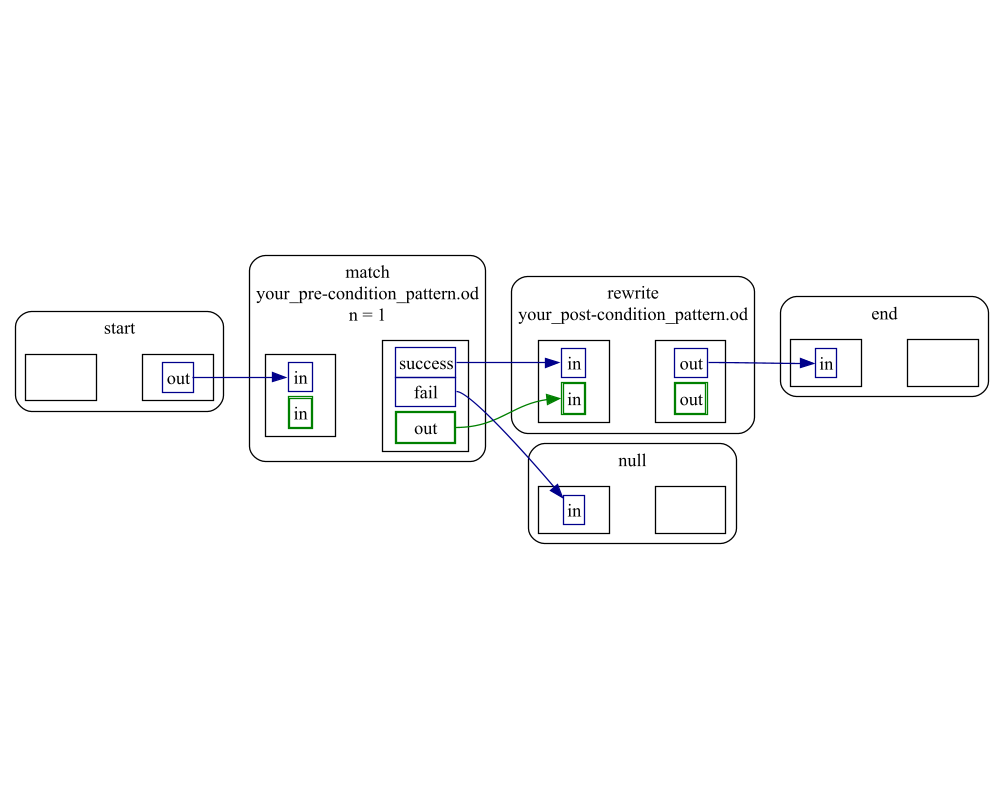 start
out
match
your_pre-condition_pattern.od
n = 1
in
in
success
fail
out
rewrite
your_post-condition_pattern.od
in
in
out
out
null
in
end
in